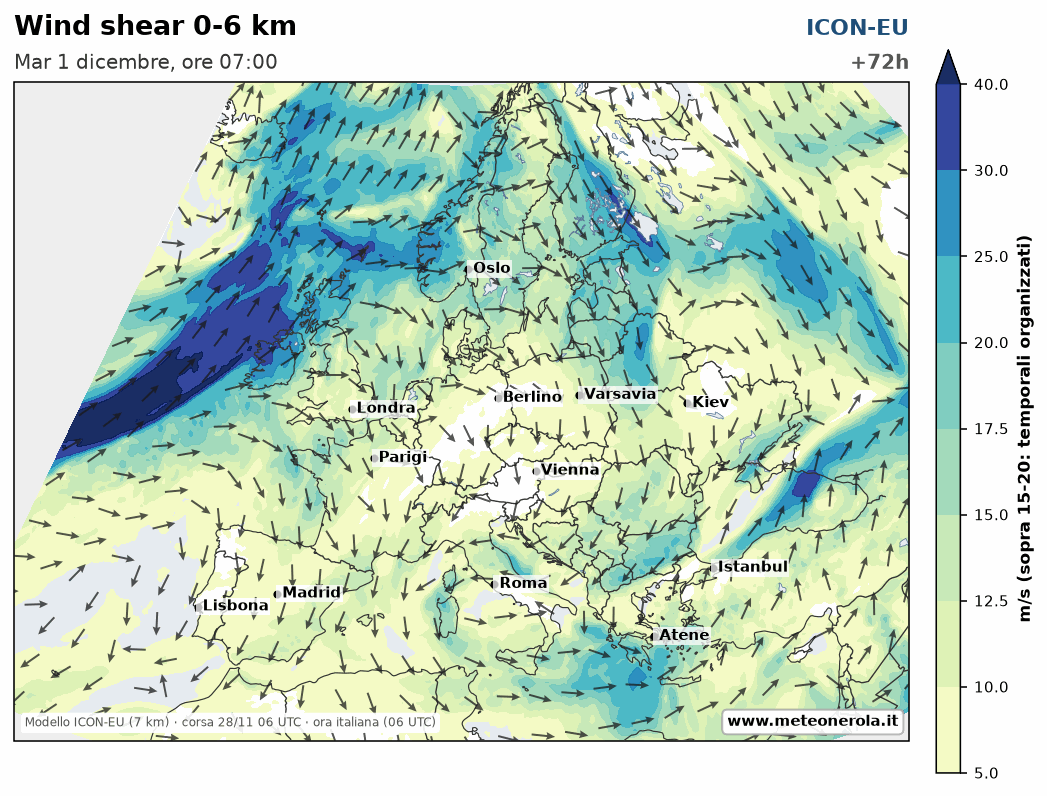 Wind shear 0-6 km
ICON-EU
Mar 1 dicembre, ore 07:00
+72h
40.0
30.0
25.0
20.0
17.5
15.0
12.5
10.0
5.0
m/s (sopra 15-20: temporali organizzati)
Oslo
Berlino
Varsavia
Kiev
Londra
Parigi
Vienna
Istanbul
Roma
Madrid
Lisbona
Atene
Modello ICON-EU (7 km) · corsa 28/11 06 UTC · ora italiana (06 UTC)
www.meteonerola.it